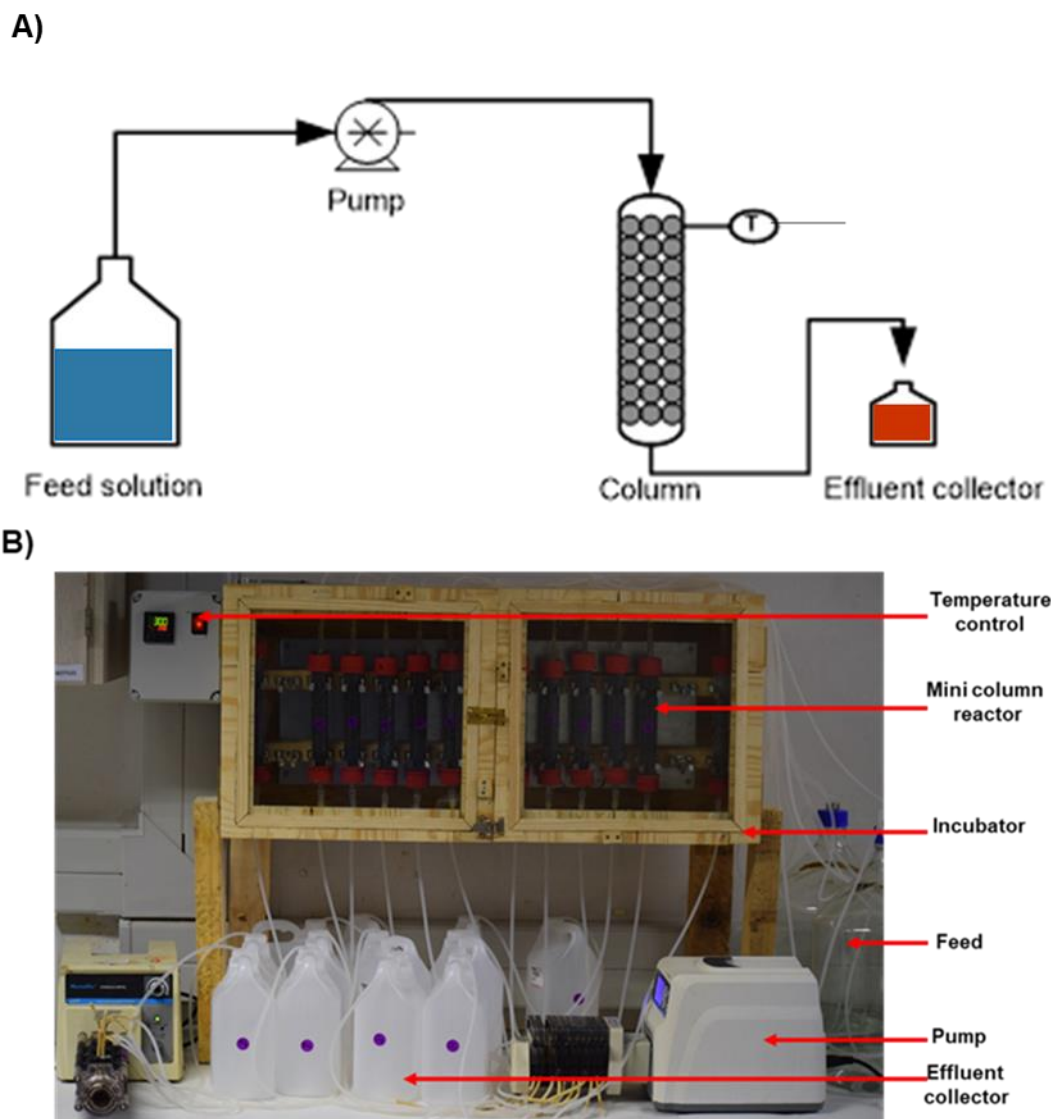 A)
Pump
T
Feed solution
Column
Effluent collector
B)
Temperature
control
Mini column
reactor
Incubator
Feed
Pump
Effluent
collector